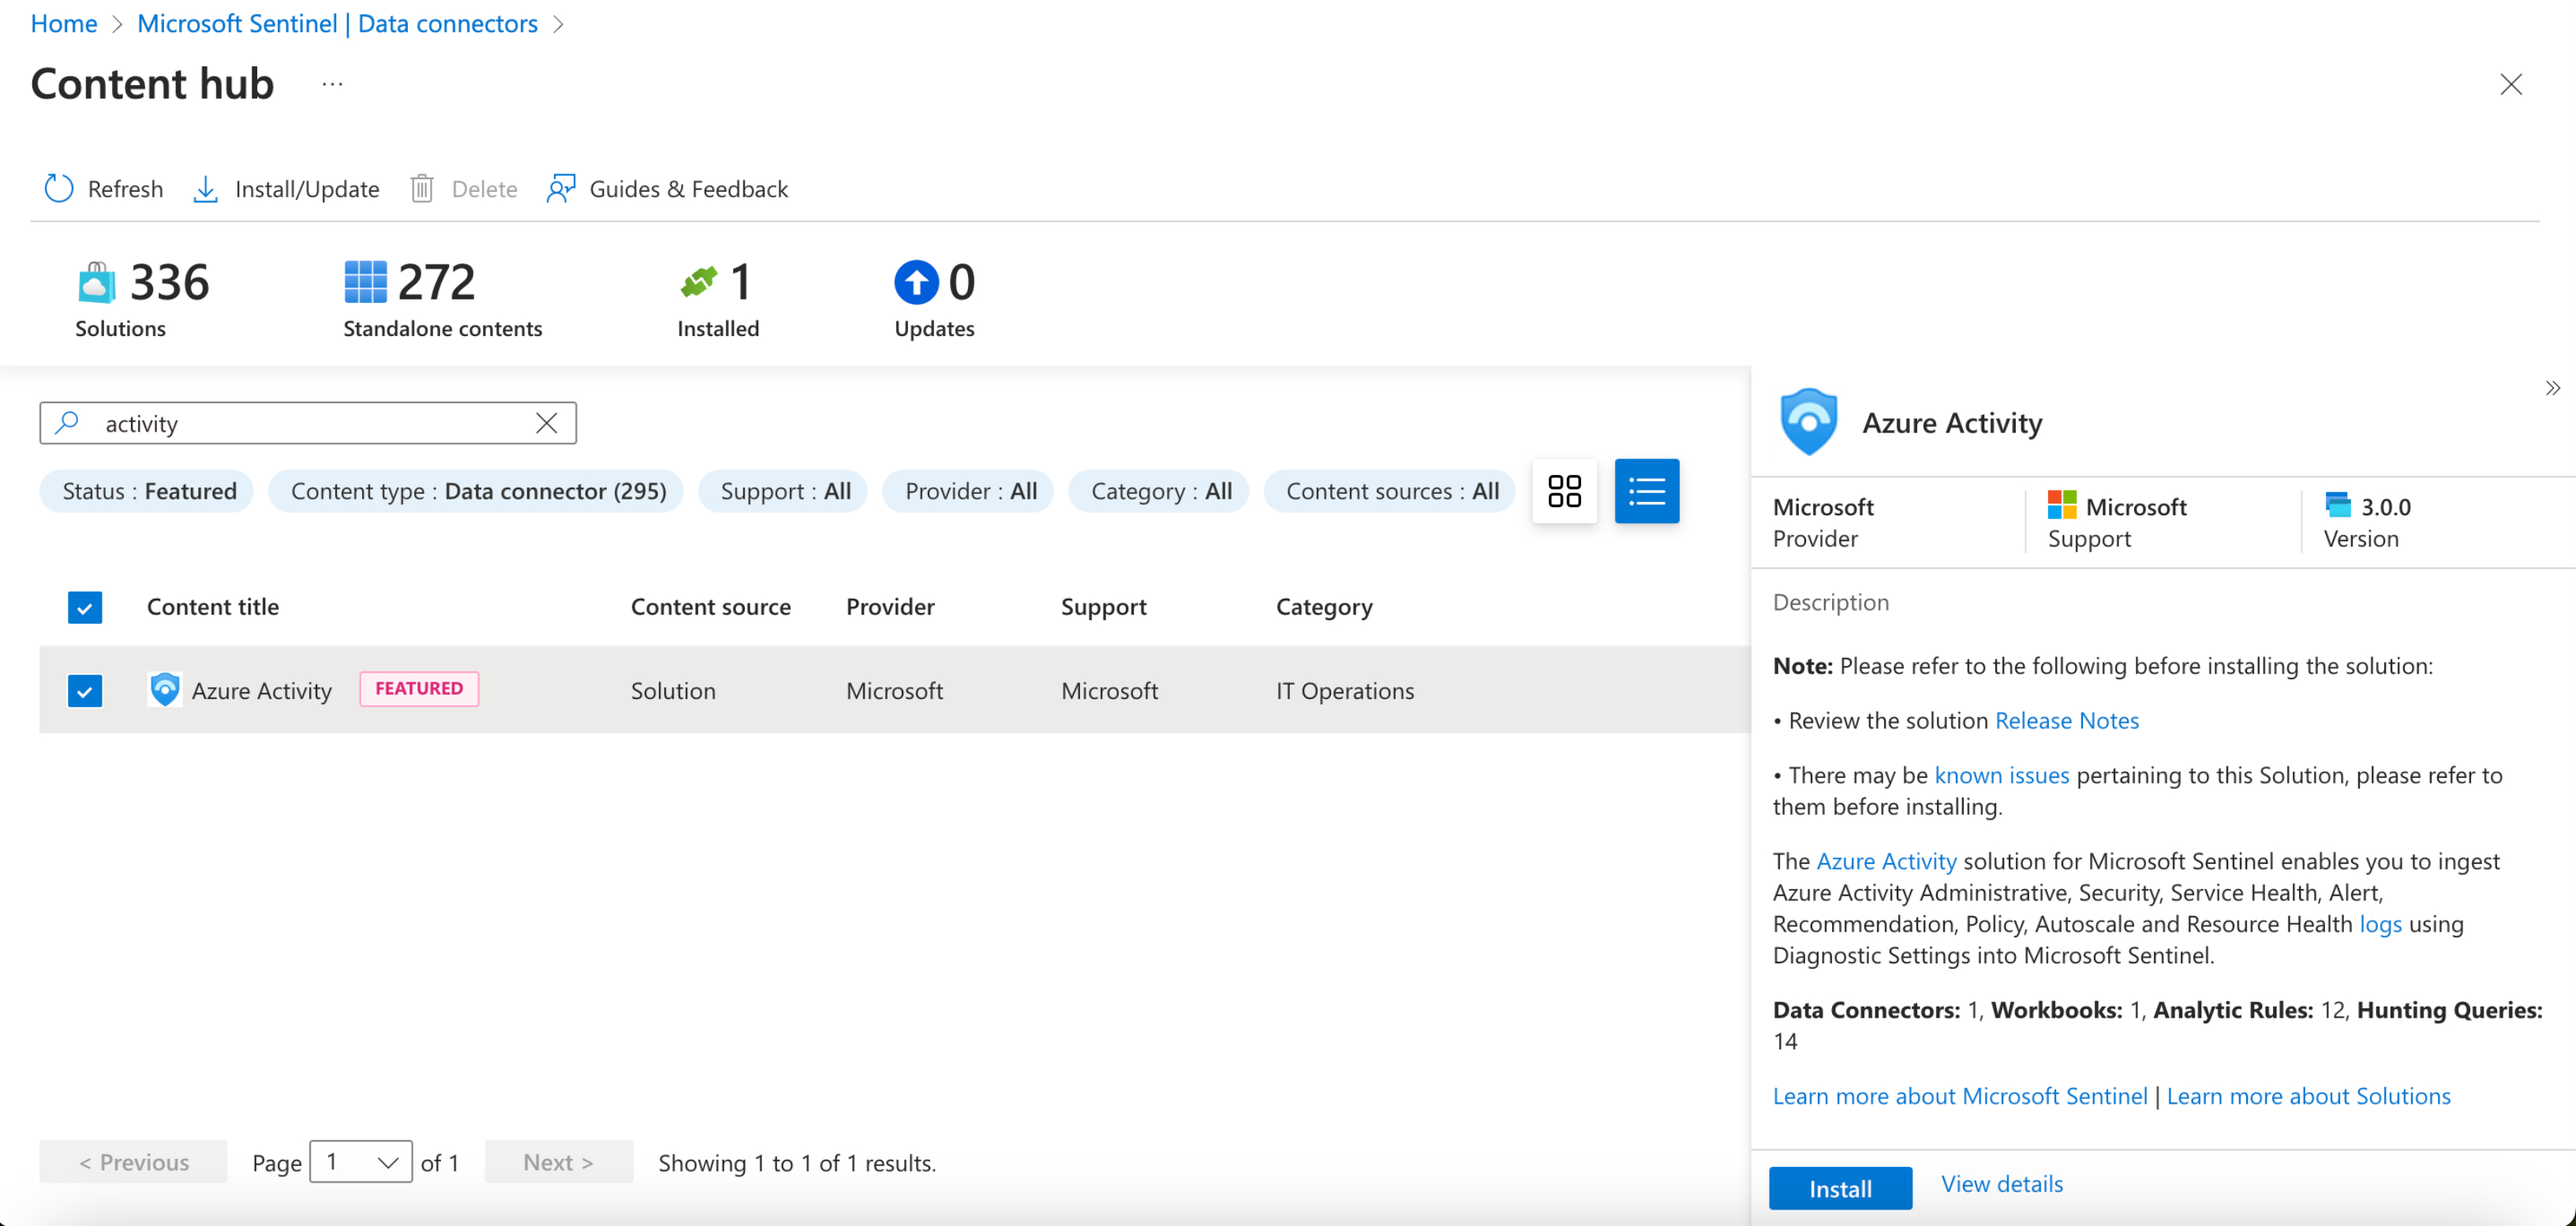 Home > Microsoft Sentinel | Data connectors >
Content hub ...
Refresh Install/Update Delete Guides & Feedback
336 272 1 0
Solutions Standalone contents Installed Updates
activity
Status : Featured Content type : Data connector (295) Support : All Provider : All Category : All Content sources : All
Content title Content source Provider Support Category
Azure Activity FEATURED Solution Microsoft Microsoft IT Operations
< Previous Page 1 of 1 Next > Showing 1 to 1 of 1 results.
Azure Activity
Microsoft Microsoft 3.0.0
Provider Support Version
Description
Note: Please refer to the following before installing the solution:
• Review the solution Release Notes
• There may be known issues pertaining to this Solution, please refer to
them before installing.
The Azure Activity solution for Microsoft Sentinel enables you to ingest
Azure Activity Administrative, Security, Service Health, Alert,
Recommendation, Policy, Autoscale and Resource Health logs using
Diagnostic Settings into Microsoft Sentinel.
Data Connectors: 1, Workbooks: 1, Analytic Rules: 12, Hunting Queries:
14
Learn more about Microsoft Sentinel | Learn more about Solutions
Install View details